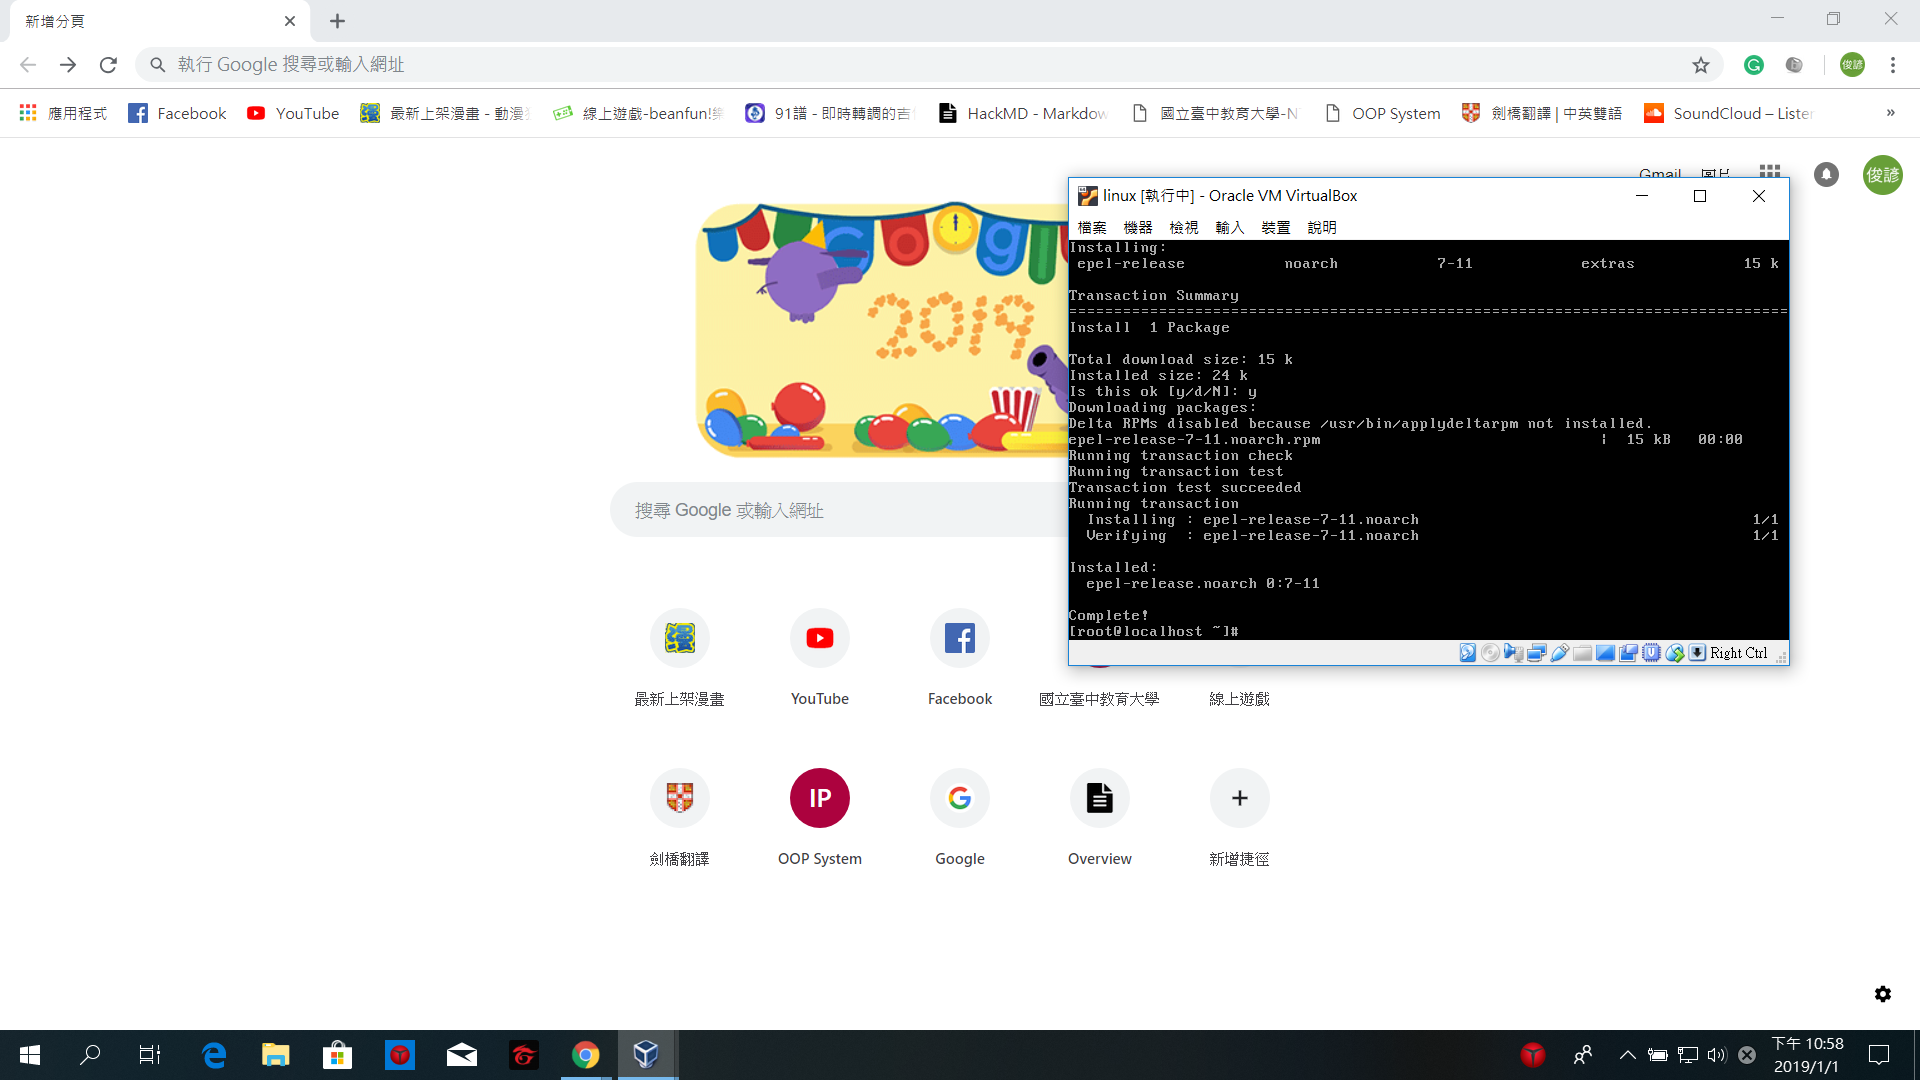 新增分頁
執行 Google 搜尋或輸入網址
俊諺
應用程式
Facebook
YouTube
最新上架漫畫 - 動漫
線上遊戲-beanfun!樂
91譜 - 即時轉調的吉
HackMD - Markdow
國立臺中教育大學-N
OOP System
劍橋翻譯 | 中英雙語
SoundCloud – Lister
»
Gmail
圖片
俊諺
2019
搜尋 Google 或輸入網址
最新上架漫畫
YouTube
Facebook
國立臺中教育大學
線上遊戲
劍橋翻譯
IP
OOP System
Google
Overview
新增捷徑
linux [執行中] - Oracle VM VirtualBox
檔案 機器 檢視 輸入 裝置 說明
Installing:
epel-release noarch 7-11 extras 15 k
Transaction Summary
================================================================================
Install 1 Package
Total download size: 15 k
Installed size: 24 k
Is this ok [y/d/N]: y
Downloading packages:
Delta RPMs disabled because /usr/bin/applydeltarpm not installed.
epel-release-7-11.noarch.rpm | 15 kB 00:00
Running transaction check
Running transaction test
Transaction test succeeded
Running transaction
Installing : epel-release-7-11.noarch 1/1
Verifying : epel-release-7-11.noarch 1/1
Installed:
epel-release.noarch 0:7-11
Complete!
[root@localhost ~]#
Right Ctrl
下午 10:58
2019/1/1